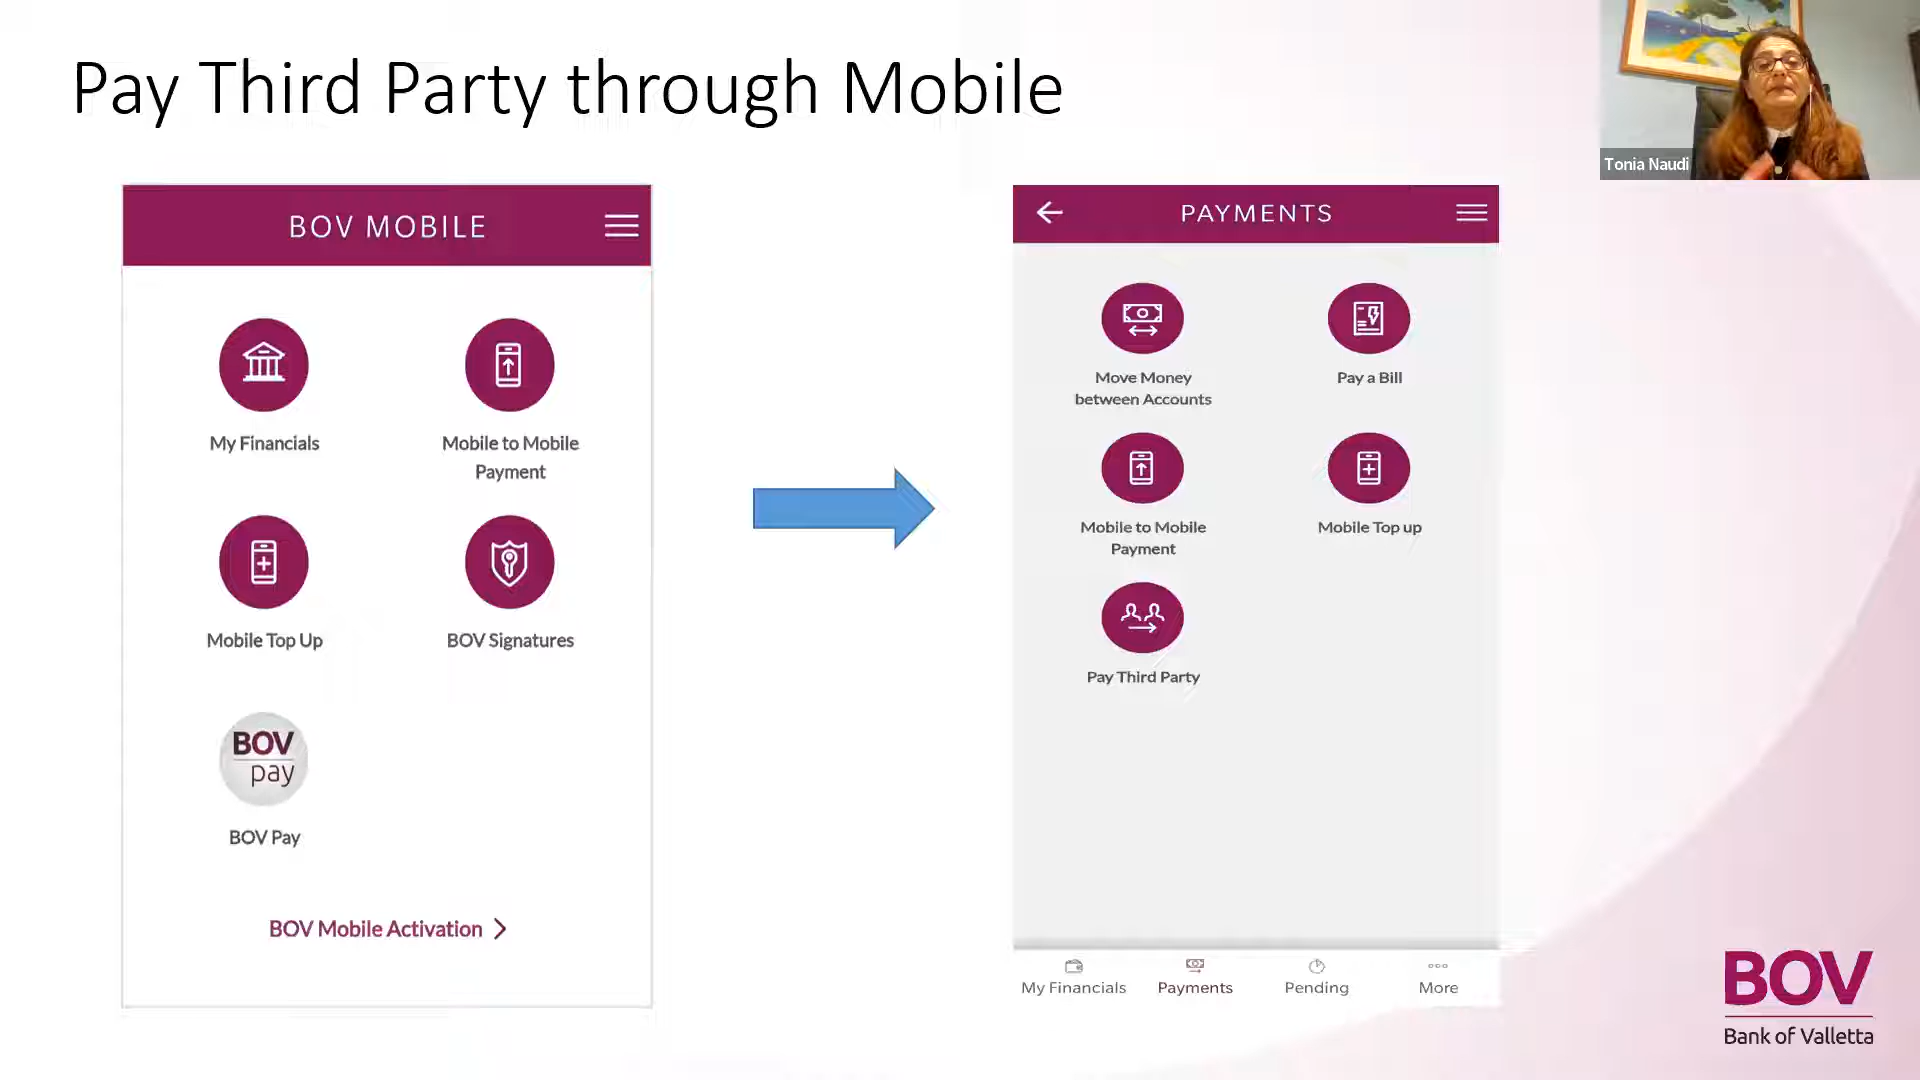 Pay Third Party through Mobile
Tonia Naudi
BOV MOBILE
My Financials
Mobile to Mobile
Payment
Mobile Top Up
BOV Signatures
BOV
pay
BOV Pay
BOV Mobile Activation
PAYMENTS
Move Money
between Accounts
Pay a Bill
Mobile to Mobile
Payment
Mobile Top up
Pay Third Party
My Financials
Payments
Pending
More
BOV
Bank of Valletta